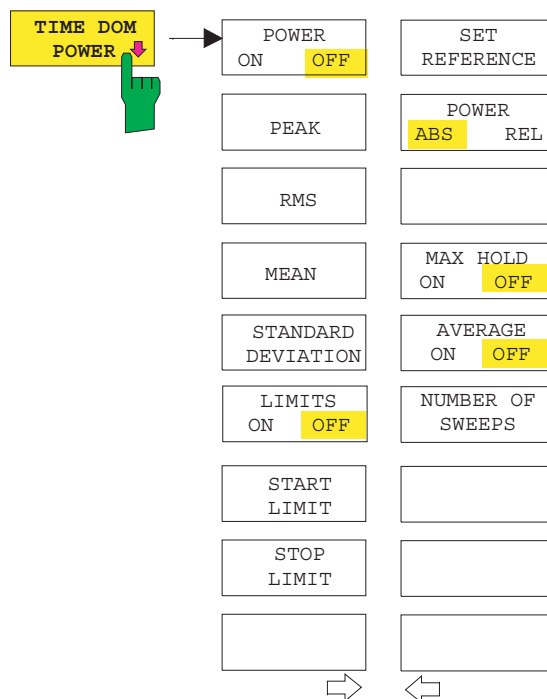 TIME DOM
POWER
POWER
ON OFF
PEAK
RMS
MEAN
STANDARD
DEVIATION
LIMITS
ON OFF
START
LIMIT
STOP
LIMIT
SET
REFERENCE
POWER
ABS REL
MAX HOLD
ON OFF
AVERAGE
ON OFF
NUMBER OF
SWEEPS